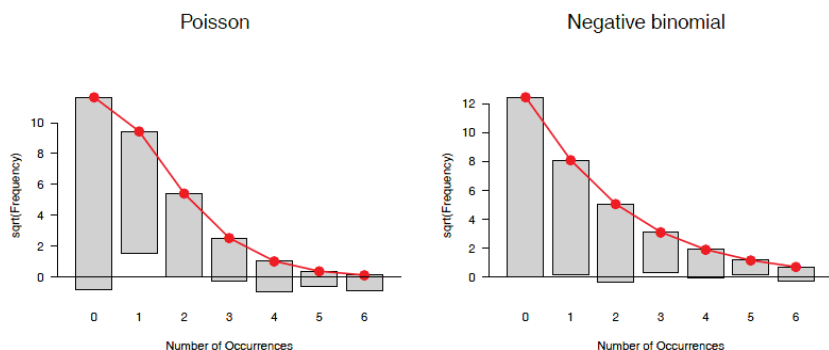 Poisson
Negative binomial
sqrt(Frequency)
10
8
6
4
2
0
0 1 2 3 4 5 6
Number of Occurrences
sqrt(Frequency)
12
10
8
6
4
2
0
0 1 2 3 4 5 6
Number of Occurrences